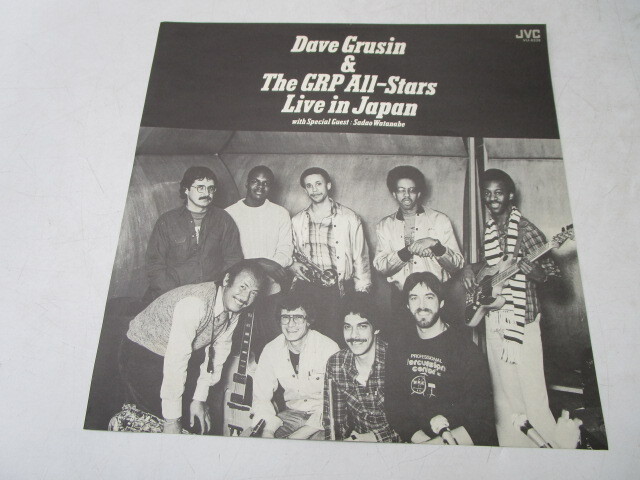 JVC
Dave Grusin
&
The GRP All-Stars
Live in Japan
with Special Guest : Sadao Watanabe
PROFESSIONAL
percussion
center